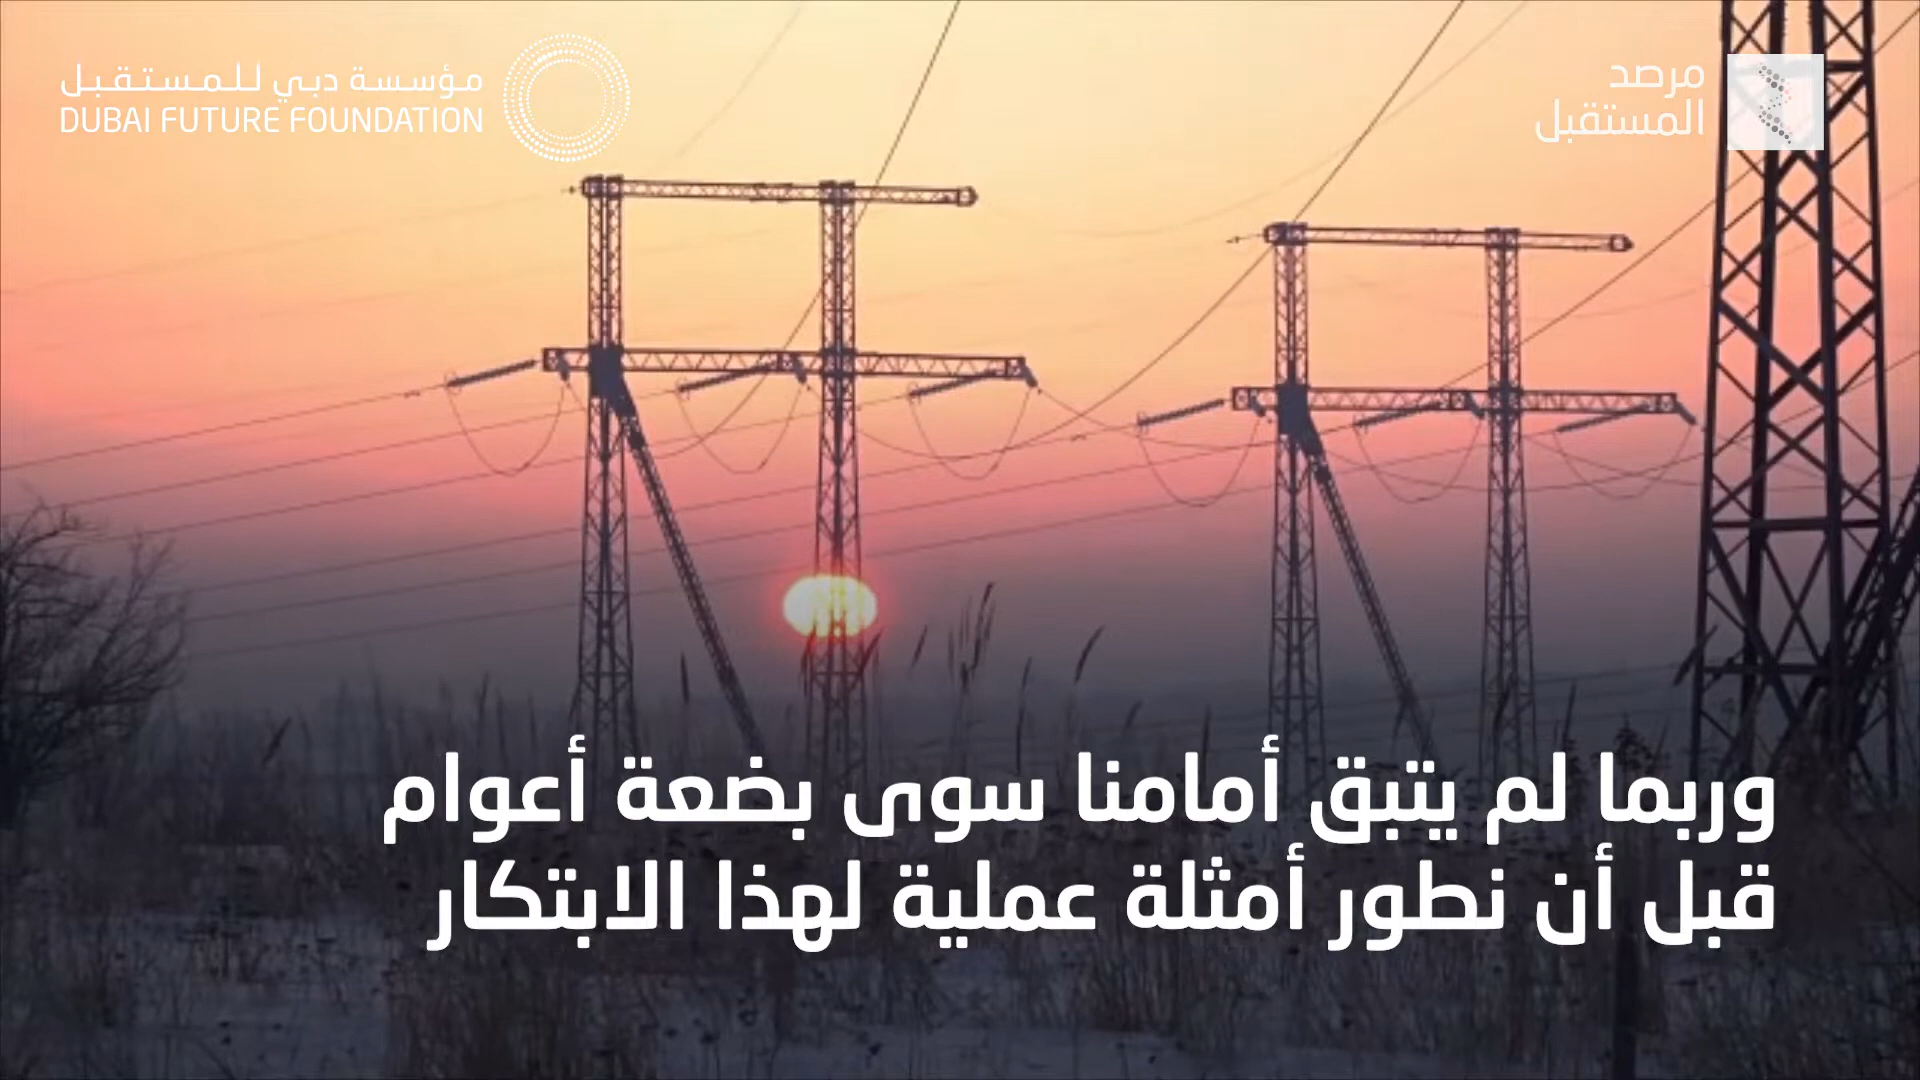 مؤسسة دبي للمستقبل
DUBAI FUTURE FOUNDATION
مرصد
المستقبل
وربما لم يتبق أمامنا سوى بضعة أعوام
قبل أن نطور أمثلة عملية لهذا الابتكار